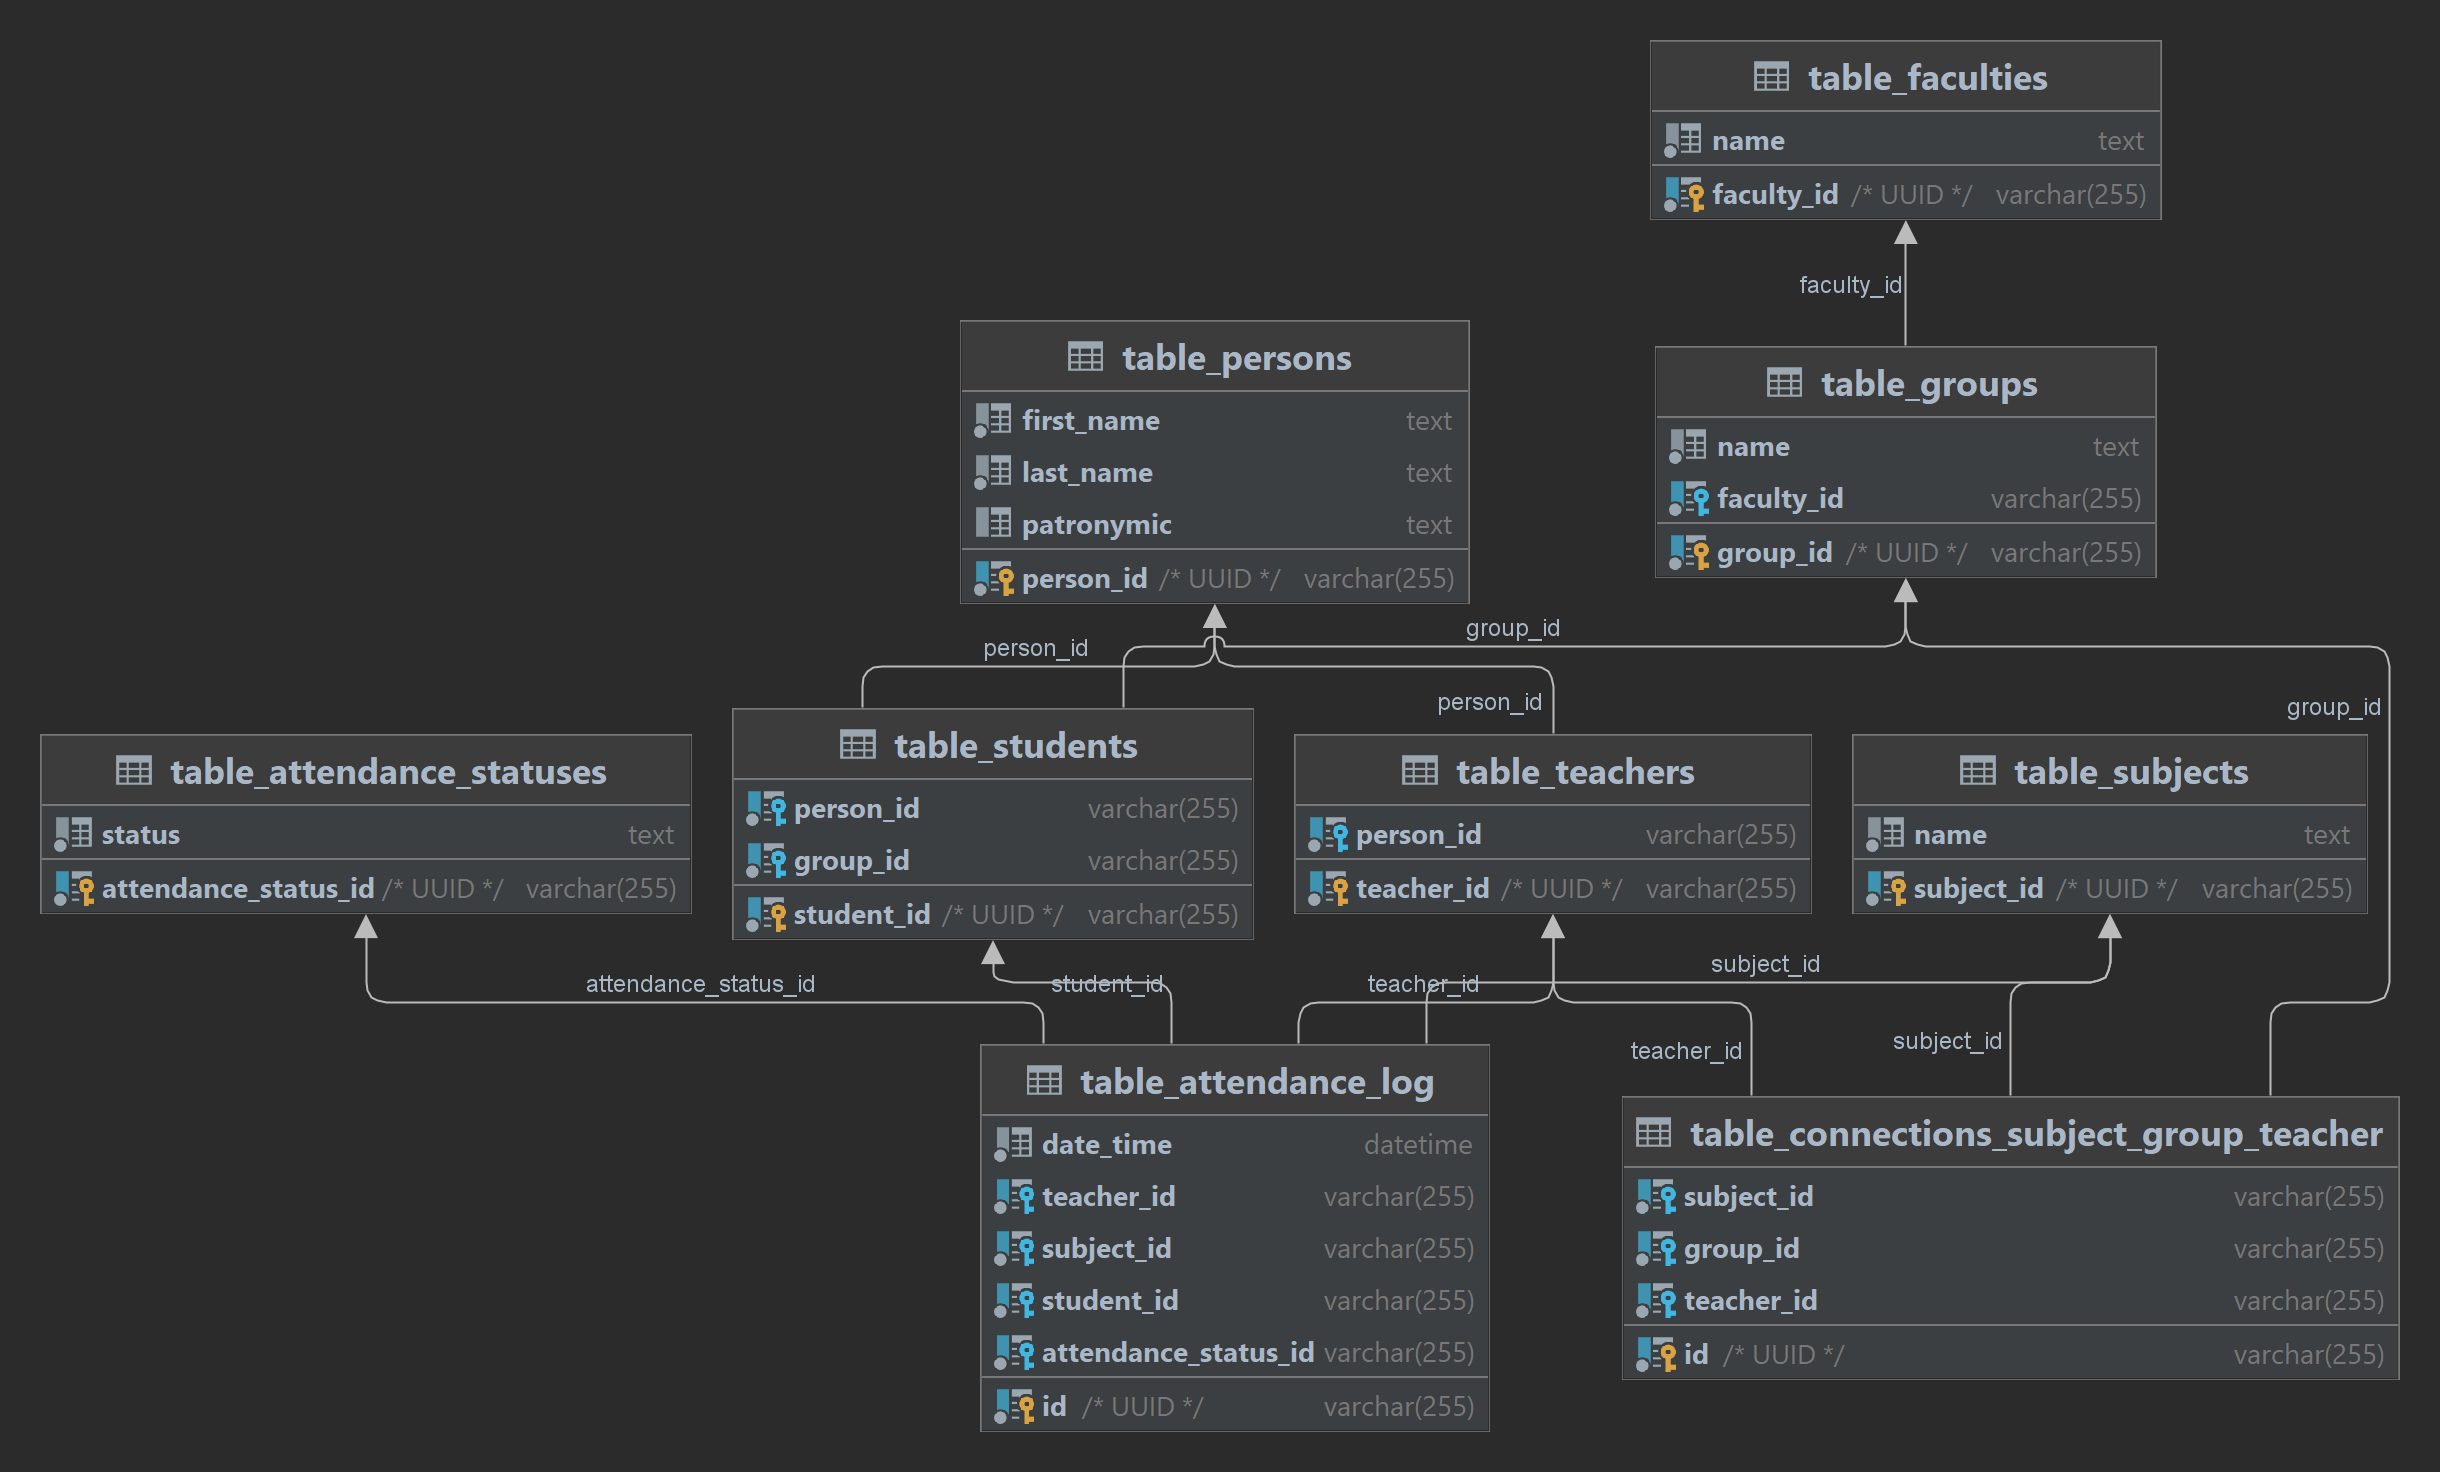 table_faculties
name text
faculty_id /* UUID */ varchar(255)
faculty_id
table_persons
first_name text
last_name text
patronymic text
person_id /* UUID */ varchar(255)
table_groups
name text
faculty_id varchar(255)
group_id /* UUID */ varchar(255)
person_id
group_id
person_id
group_id
table_attendance_statuses
status text
attendance_status_id /* UUID */ varchar(255)
table_students
person_id varchar(255)
group_id varchar(255)
student_id /* UUID */ varchar(255)
table_teachers
person_id varchar(255)
teacher_id /* UUID */ varchar(255)
table_subjects
name text
subject_id /* UUID */ varchar(255)
attendance_status_id
student_id
teacher_id
subject_id
teacher_id
subject_id
table_attendance_log
date_time datetime
teacher_id varchar(255)
subject_id varchar(255)
student_id varchar(255)
attendance_status_id varchar(255)
id /* UUID */ varchar(255)
table_connections_subject_group_teacher
subject_id varchar(255)
group_id varchar(255)
teacher_id varchar(255)
id /* UUID */ varchar(255)